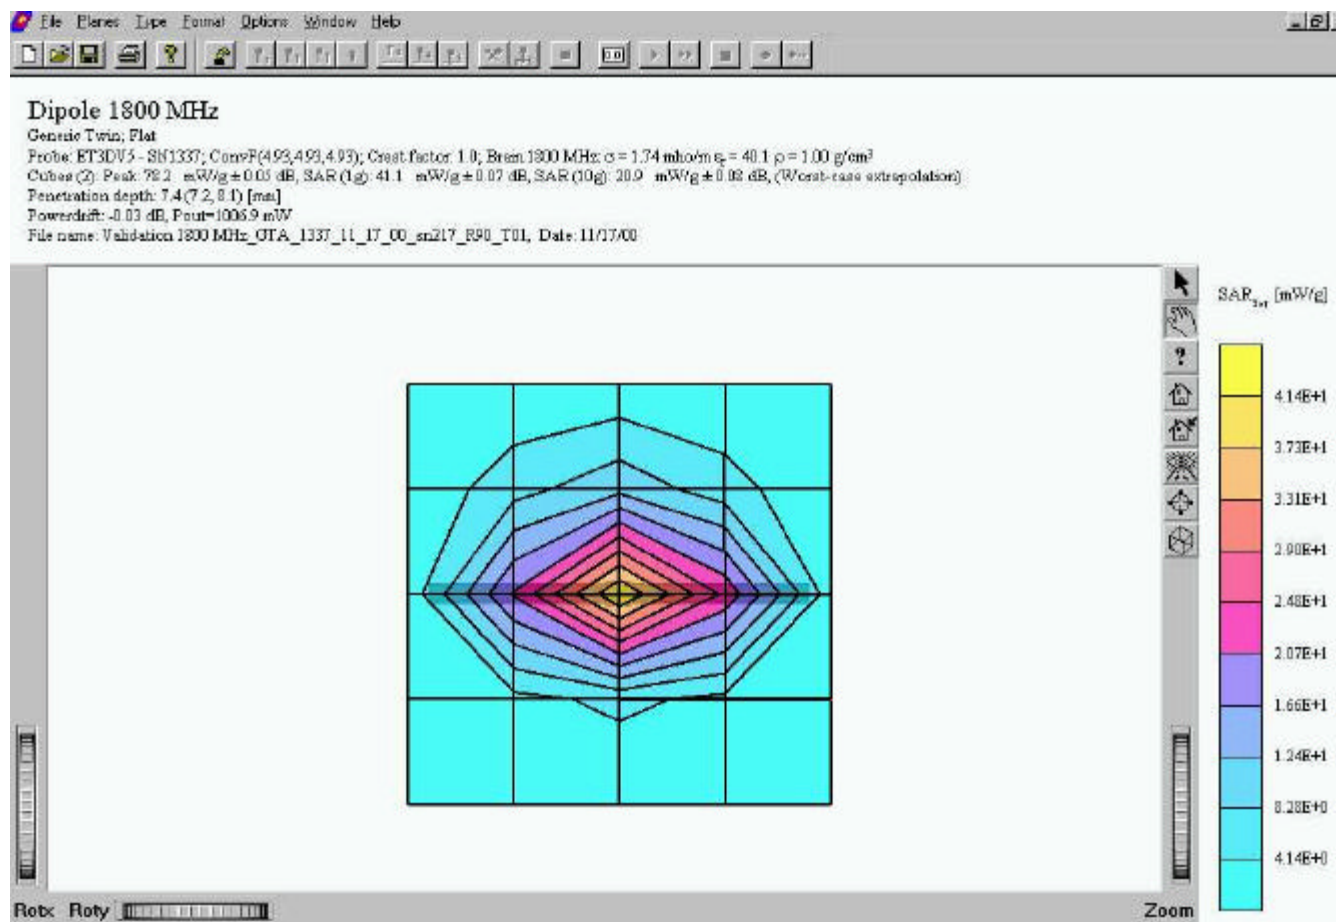 File Planes Type Format Options Window Help
Dipole 1800 MHz
Generic Twin; Flat
Probe: ET3DV5 - SN1337; ConvF(4.93,4.93,4.93); Crest factor: 1.0; Brain 1800 MHz: σ = 1.74 mho/m εr = 40.1 ρ = 1.00 g/cm³
Cubes (2): Peak: 78.2 mW/g ± 0.05 dB, SAR (1g): 41.1 mW/g ± 0.07 dB, SAR (10g): 20.9 mW/g ± 0.08 dB, (Worst-case extrapolation)
Penetration depth: 7.4 (7.2, 8.1) [mm]
Powerdrift: -0.03 dB, Pout=1006.9 mW
File name: Validation 1800 MHz_GTA_1337_11_17_00_sn217_R90_T01, Date: 11/17/00
SARTot [mW/g]
4.14E+1
3.73E+1
3.31E+1
2.90E+1
2.48E+1
2.07E+1
1.66E+1
1.24E+1
8.28E+0
4.14E+0
Rotx Roty Zoom